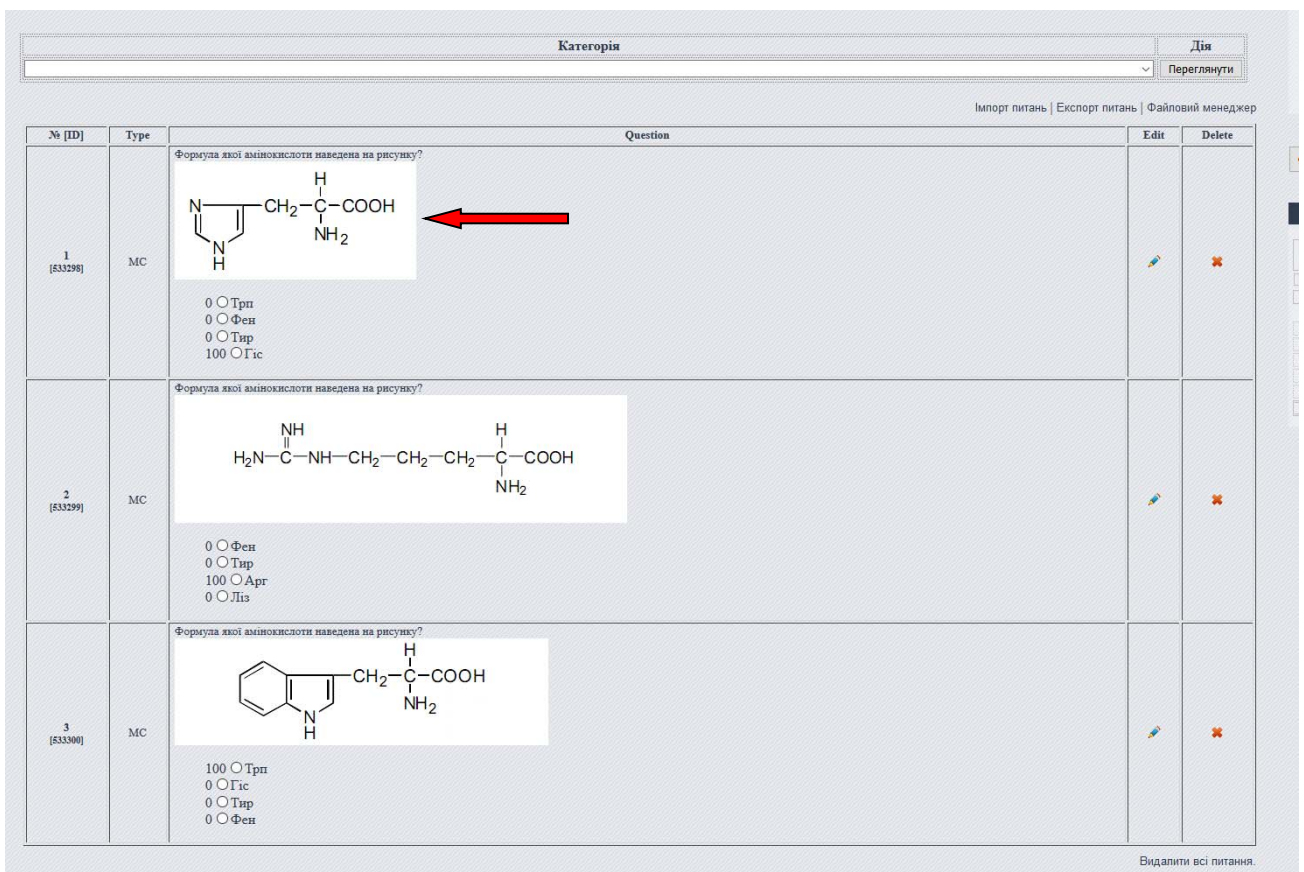 Категорія Дія
Переглянути
Імпорт питань | Експорт питань | Файловий менеджер
№ [ID] Type Question Edit Delete
1
[533298]
MC
Формула якої амінокислоти наведена на рисунку?
H
N CH2-C-COOH
NH2
N
H
0 Трп
0 Фен
0 Тир
100 Гіс
2
[533299]
MC
Формула якої амінокислоти наведена на рисунку?
NH H
H2N-C-NH-CH2-CH2-CH2-C-COOH
NH2
0 Фен
0 Тир
100 Арг
0 Ліз
3
[533300]
MC
Формула якої амінокислоти наведена на рисунку?
H
CH2-C-COOH
NH2
N
H
100 Трп
0 Гіс
0 Тир
0 Фен
Видалити всі питання.